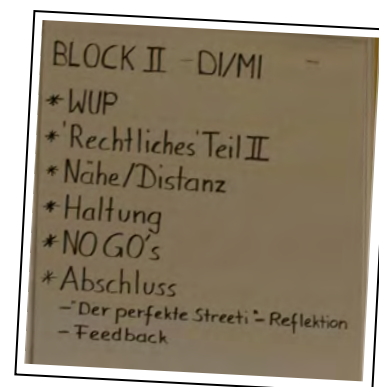 BLOCK II - DI/MI -
* WUP
* 'Rechtliches' Teil II
* Nähe/Distanz
* Haltung
* NO GO's
* Abschluss
- "Der perfekte Streeti" - Reflektion
- Feedback